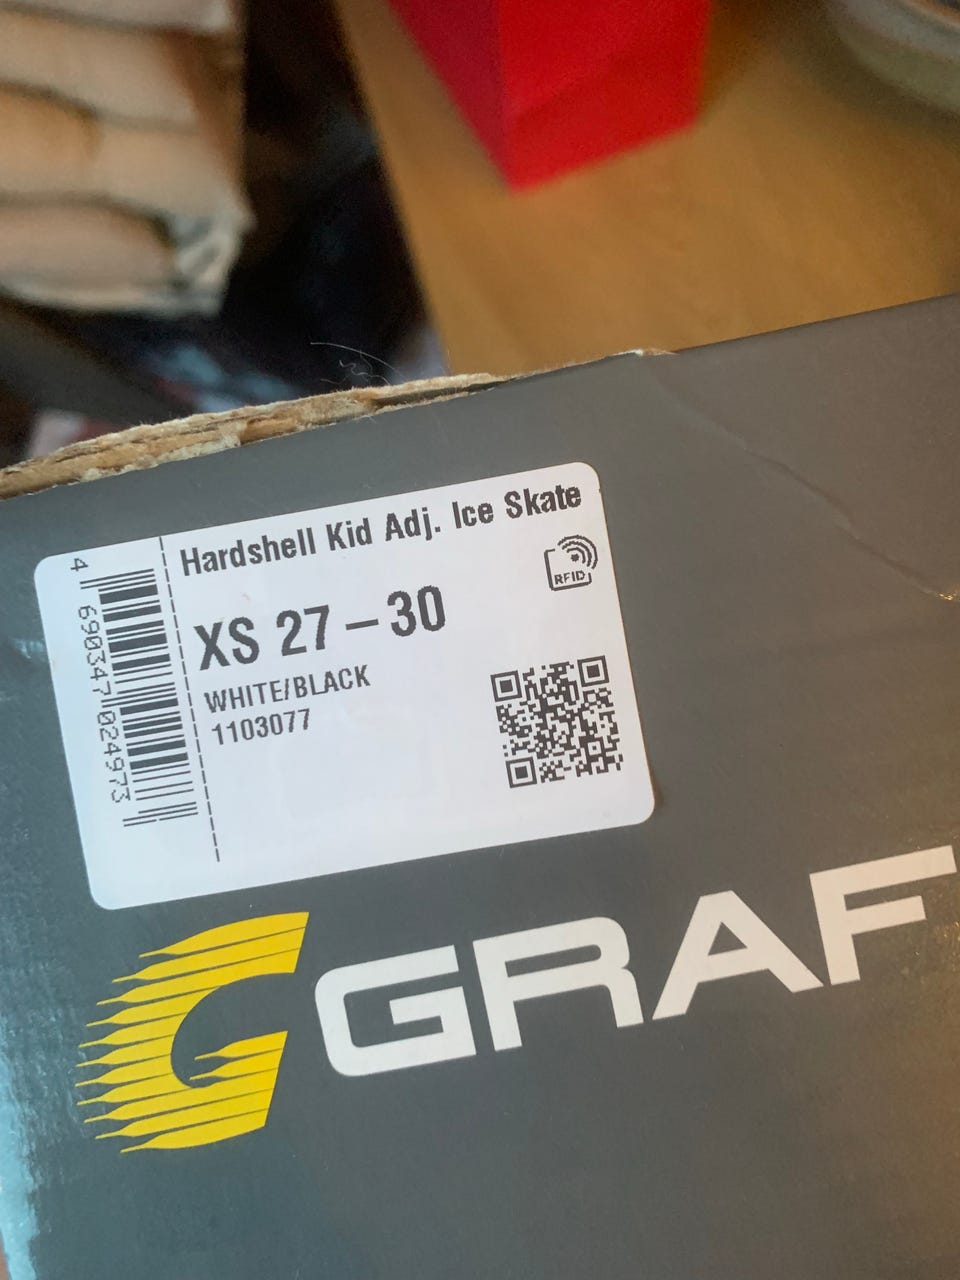 Hardshell Kid Adj. Ice Skate
RFID
XS 27 – 30
WHITE/BLACK
1103077
4 690347 024973
GRAF